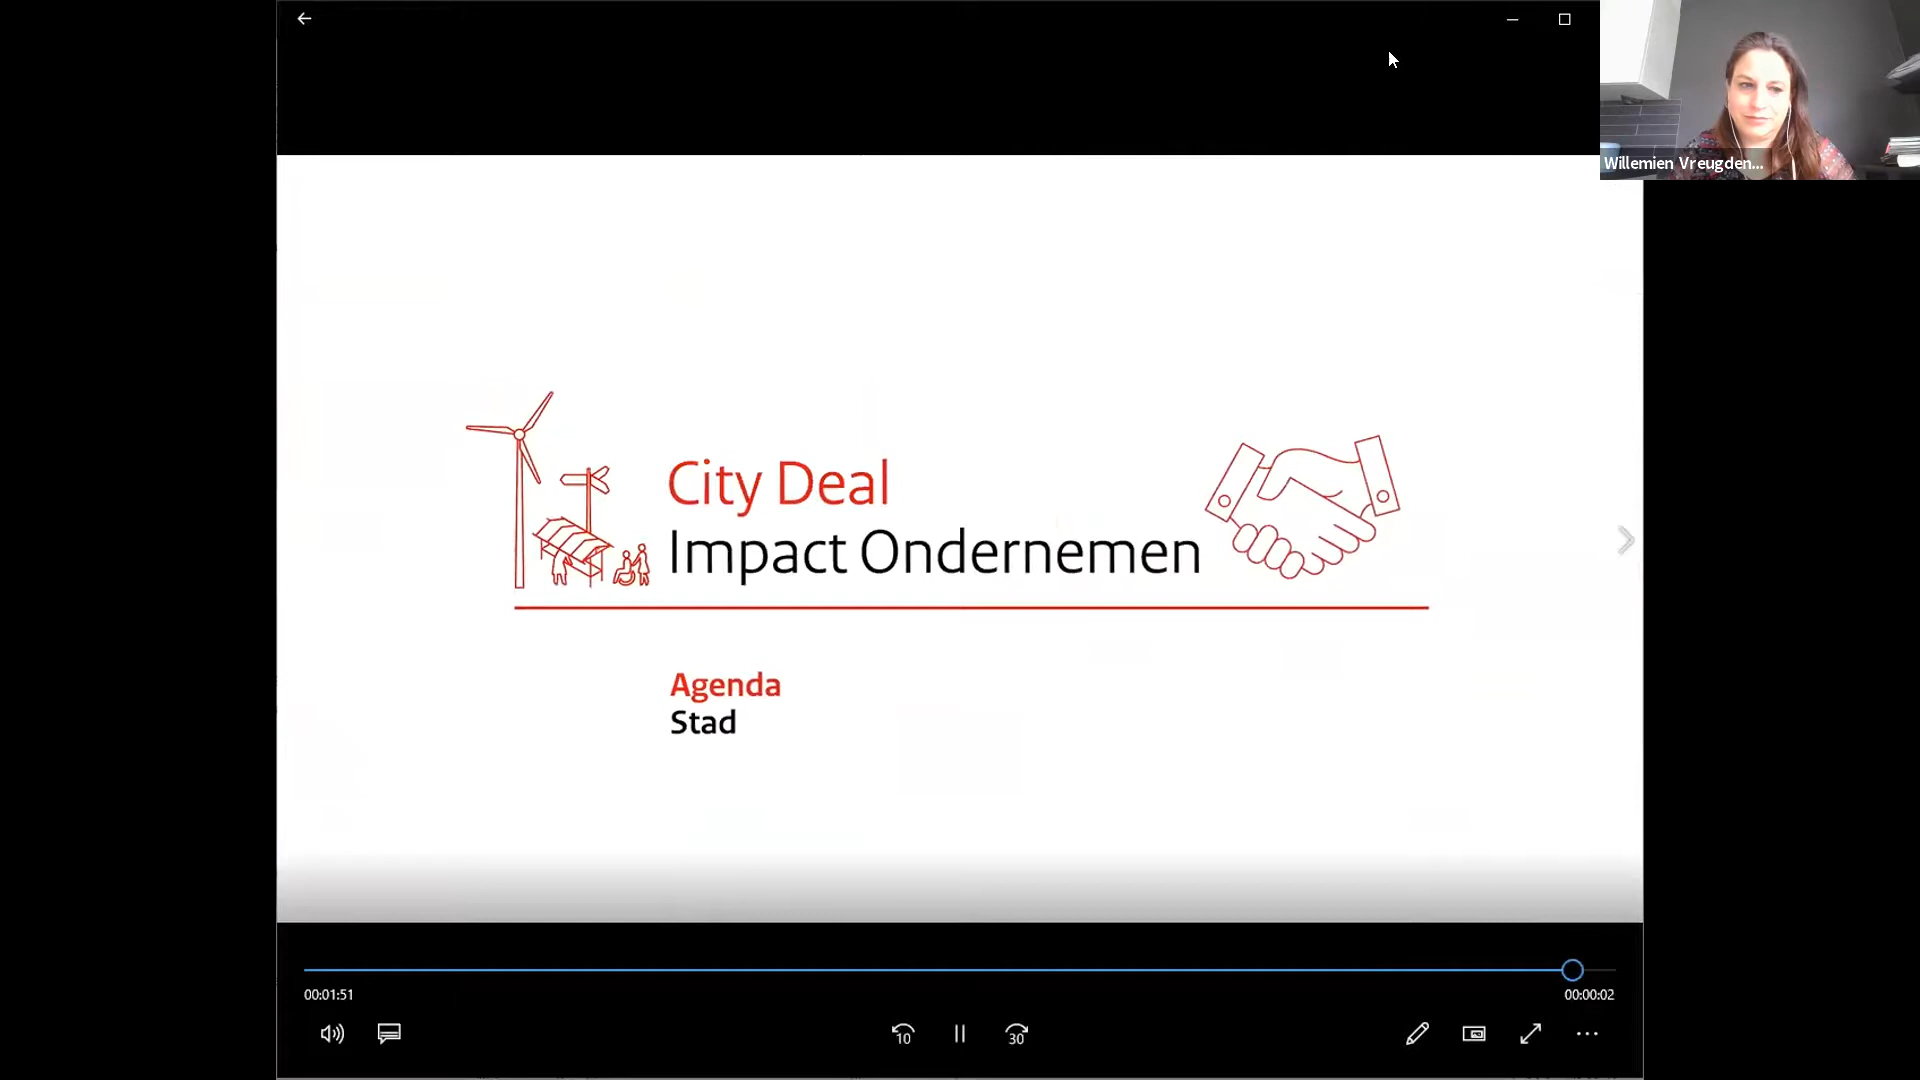 Willemien Vreugden...
City Deal
Impact Ondernemen
Agenda
Stad
00:01:51
00:00:02
10
30